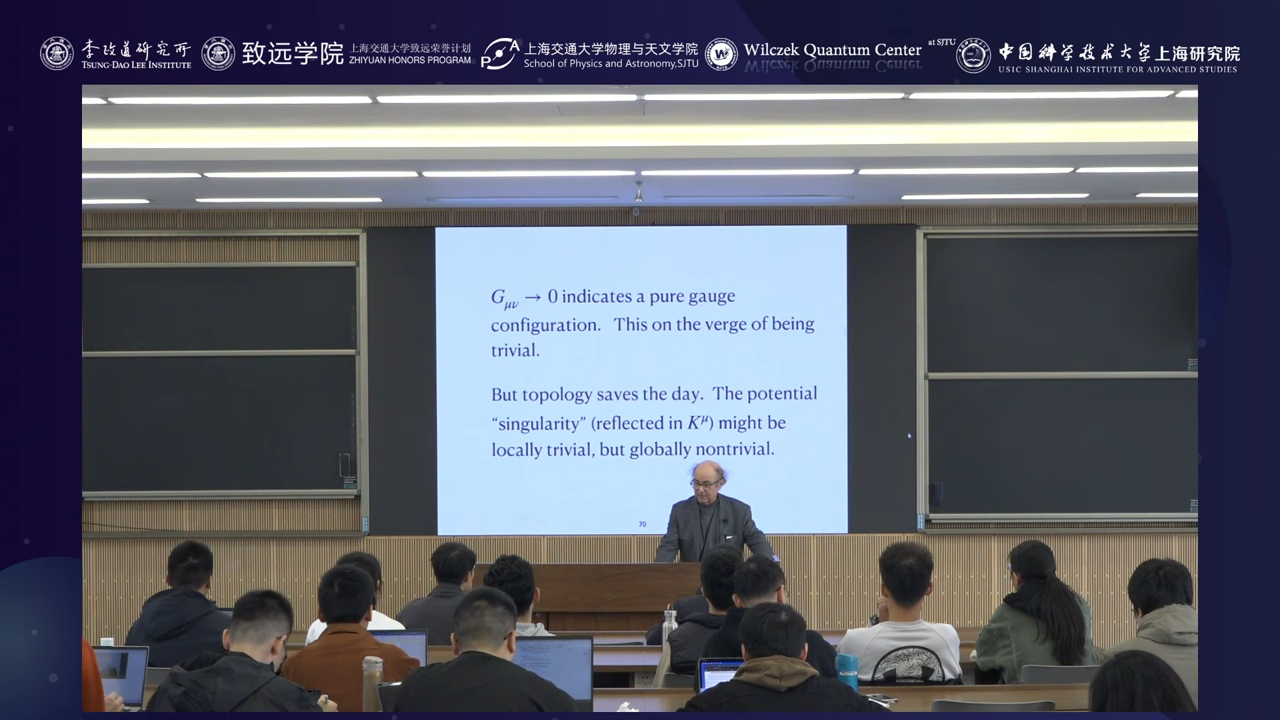 李政道研究所
TSUNG-DAO LEE INSTITUTE
致远学院
上海交通大学致远荣誉计划
ZHIYUAN HONORS PROGRAM
上海交通大学物理与天文学院
School of Physics and Astronomy,SJTU
Wilczek Quantum Center
at SJTU
中国科学技术大学上海研究院
USTC SHANGHAI INSTITUTE FOR ADVANCED STUDIES
G_μν → 0 indicates a pure gauge
configuration. This on the verge of being
trivial.
But topology saves the day. The potential
“singularity” (reflected in K^μ) might be
locally trivial, but globally nontrivial.
70